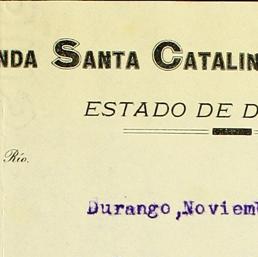 NDA SANTA CATALIN
ESTADO DE D
Río.
Durango,Noviem